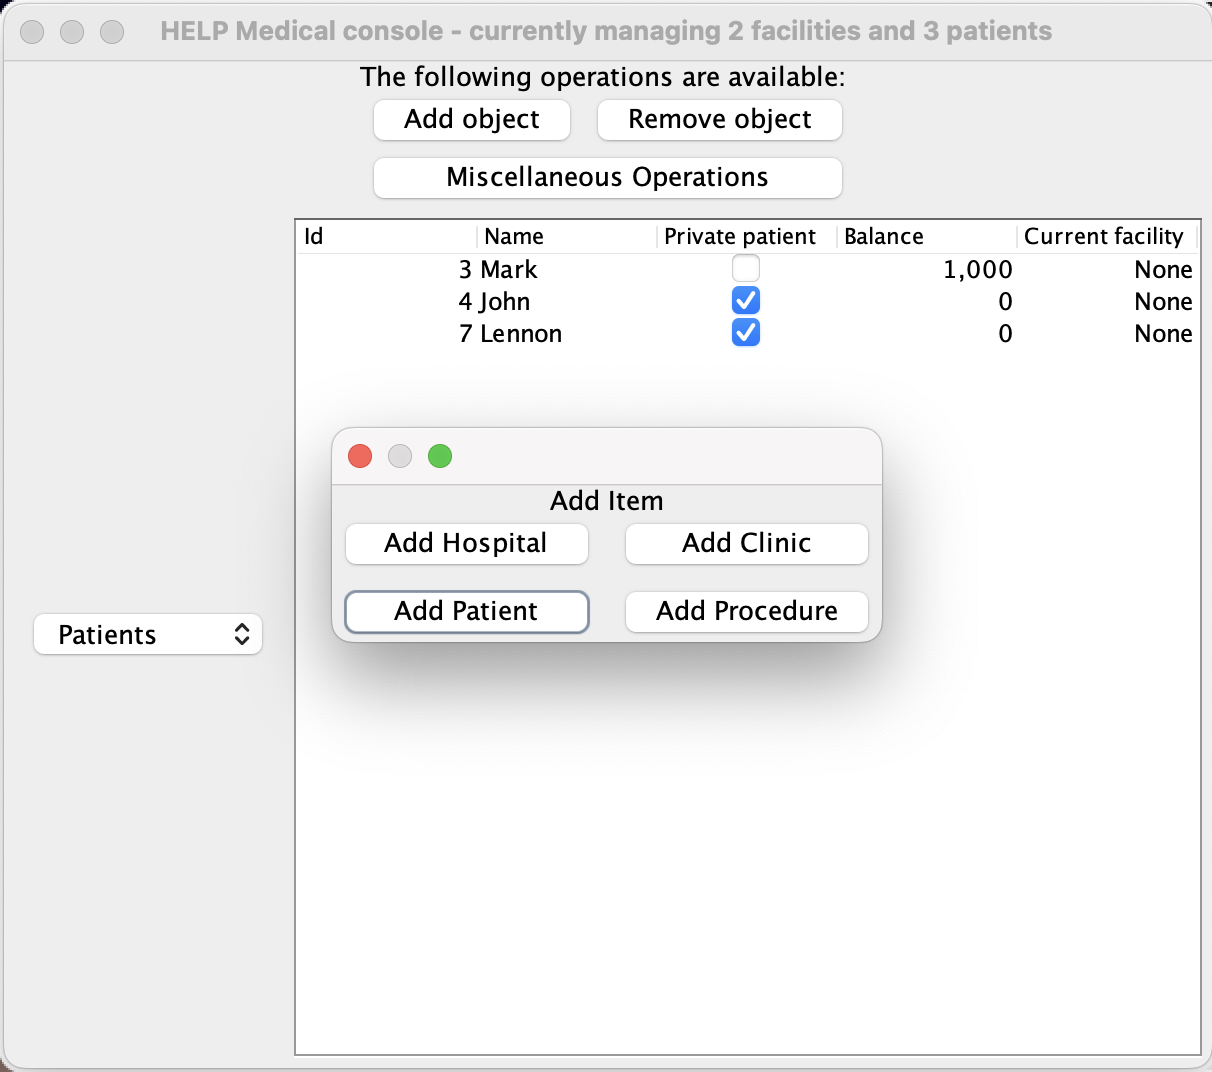 HELP Medical console - currently managing 2 facilities and 3 patients
The following operations are available:
Add object Remove object
Miscellaneous Operations
Id Name Private patient Balance Current facility
3 Mark 1,000 None
4 John 0 None
7 Lennon 0 None
Add Item
Add Hospital Add Clinic
Add Patient Add Procedure
Patients